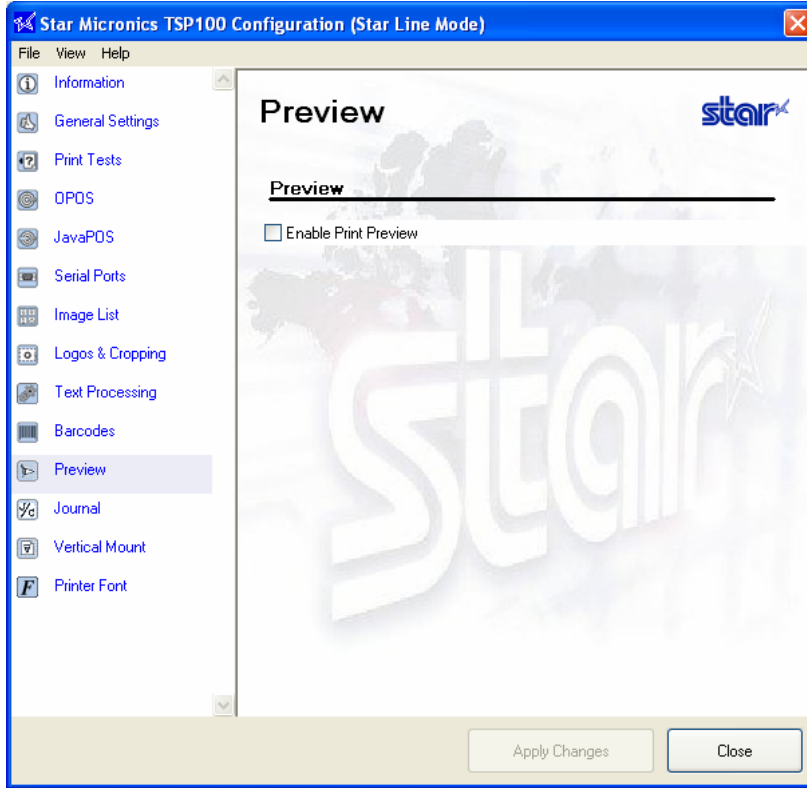 Star Micronics TSP100 Configuration (Star Line Mode)
File View Help
Information
General Settings
Print Tests
OPOS
JavaPOS
Serial Ports
Image List
Logos & Cropping
Text Processing
Barcodes
Preview
Journal
Vertical Mount
Printer Font
Preview
star
Preview
Enable Print Preview
star
Apply Changes
Close